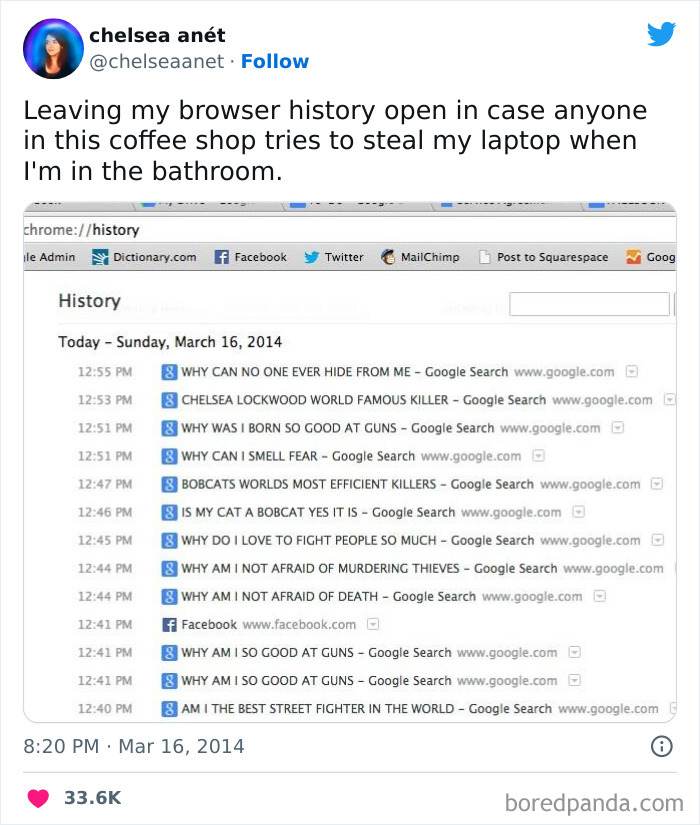 chelsea anét
@chelseaanet · Follow
Leaving my browser history open in case anyone
in this coffee shop tries to steal my laptop when
I'm in the bathroom.
chrome://history
le Admin Dictionary.com Facebook Twitter MailChimp Post to Squarespace Goog
History
Today – Sunday, March 16, 2014
12:55 PM WHY CAN NO ONE EVER HIDE FROM ME – Google Search www.google.com
12:53 PM CHELSEA LOCKWOOD WORLD FAMOUS KILLER – Google Search www.google.com
12:51 PM WHY WAS I BORN SO GOOD AT GUNS – Google Search www.google.com
12:51 PM WHY CAN I SMELL FEAR – Google Search www.google.com
12:47 PM BOBCATS WORLDS MOST EFFICIENT KILLERS – Google Search www.google.com
12:46 PM IS MY CAT A BOBCAT YES IT IS – Google Search www.google.com
12:45 PM WHY DO I LOVE TO FIGHT PEOPLE SO MUCH – Google Search www.google.com
12:44 PM WHY AM I NOT AFRAID OF MURDERING THIEVES – Google Search www.google.com
12:44 PM WHY AM I NOT AFRAID OF DEATH – Google Search www.google.com
12:41 PM Facebook www.facebook.com
12:41 PM WHY AM I SO GOOD AT GUNS – Google Search www.google.com
12:41 PM WHY AM I SO GOOD AT GUNS – Google Search www.google.com
12:40 PM AM I THE BEST STREET FIGHTER IN THE WORLD – Google Search www.google.com
8:20 PM · Mar 16, 2014
33.6K
boredpanda.com